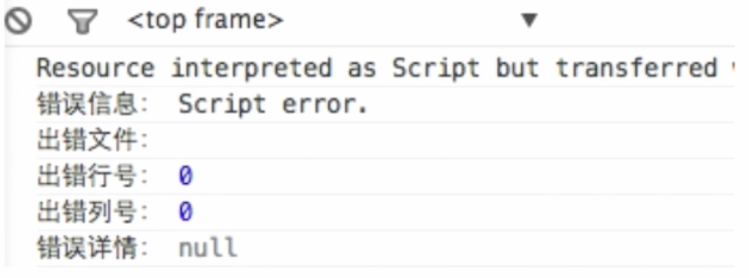 <top frame>
Resource interpreted as Script but transferred
错误信息: Script error.
出错文件:
出错行号: 0
出错列号: 0
错误详情: null